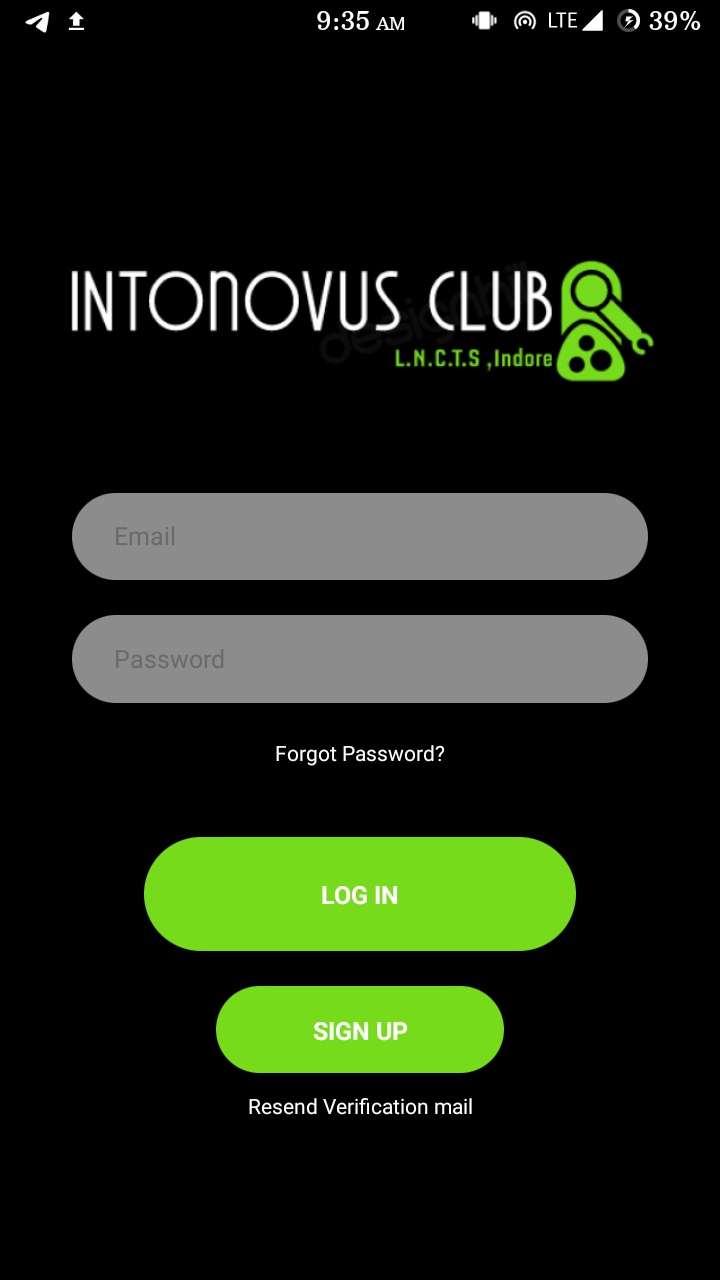 9:35 AM LTE 39%
INTONOVUS CLUB
designhill
L.N.C.T.S ,Indore
Email
Password
Forgot Password?
LOG IN
SIGN UP
Resend Verification mail